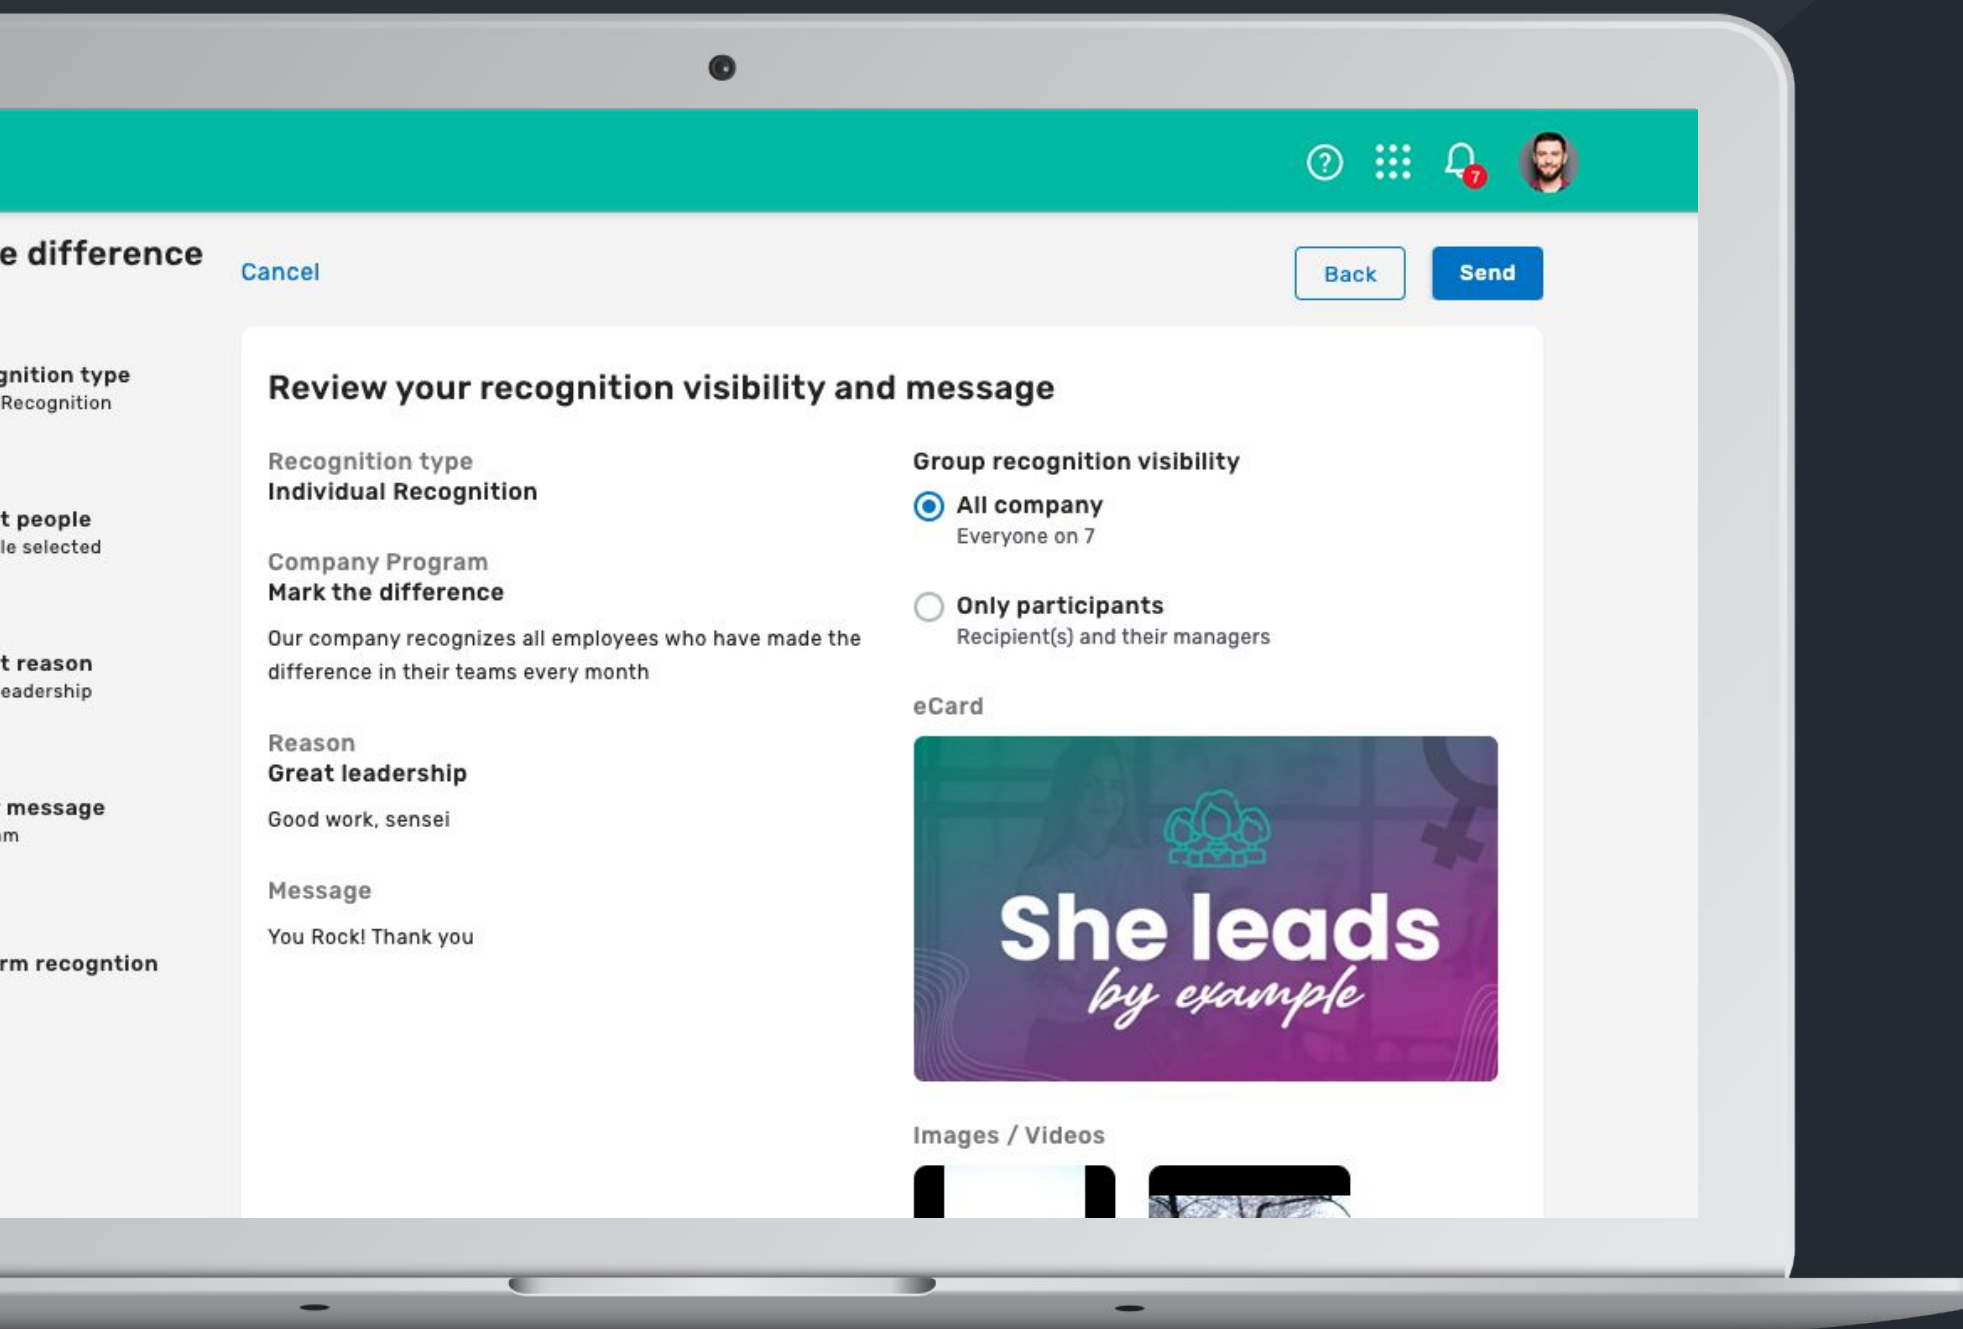 7
e difference
Cancel
Back
Send
gnition type
Recognition
t people
le selected
t reason
eadership
message
am
rm recogntion
Review your recognition visibility and message
Recognition type
Individual Recognition
Company Program
Mark the difference
Our company recognizes all employees who have made the
difference in their teams every month
Reason
Great leadership
Good work, sensei
Message
You Rock! Thank you
Group recognition visibility
All company
Everyone on 7
Only participants
Recipient(s) and their managers
eCard
She leads
by example
Images / Videos